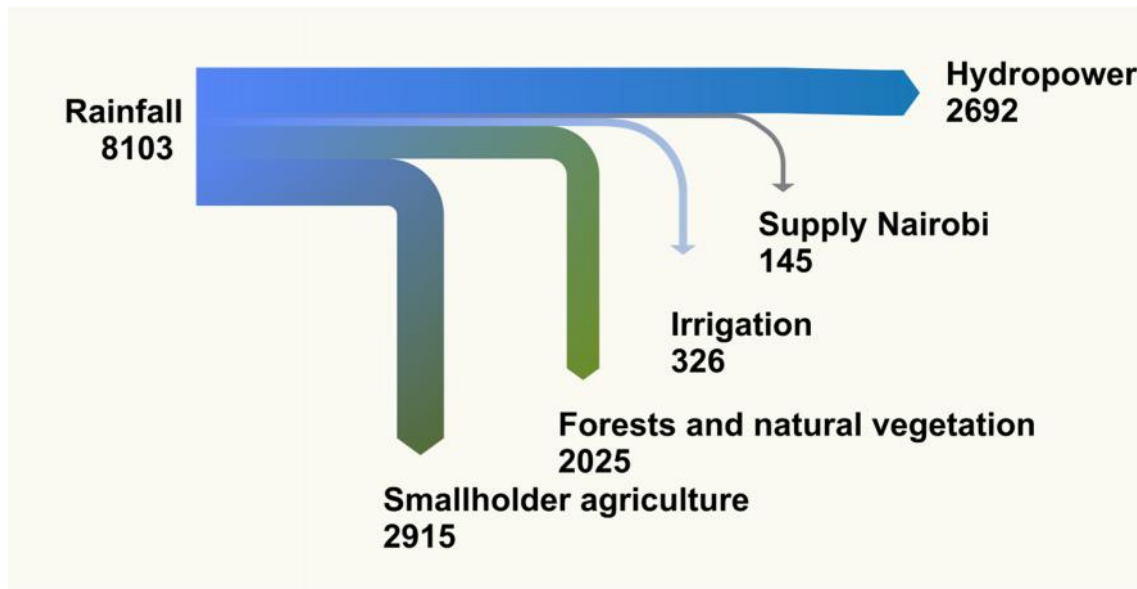 Rainfall
8103
Hydropower
2692
Supply Nairobi
145
Irrigation
326
Forests and natural vegetation
2025
Smallholder agriculture
2915